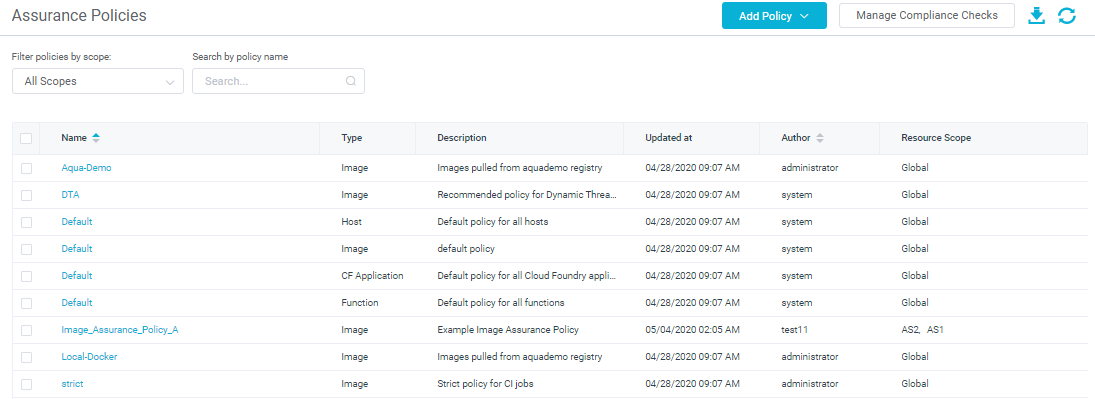 Assurance Policies Add Policy Manage Compliance Checks
Filter policies by scope: Search by policy name
All Scopes Search...
Name Type Description Updated at Author Resource Scope
Aqua-Demo Image Images pulled from aquademo registry 04/28/2020 09:07 AM administrator Global
DTA Image Recommended policy for Dynamic Threa... 04/28/2020 09:07 AM system Global
Default Host Default policy for all hosts 04/28/2020 09:07 AM system Global
Default Image default policy 04/28/2020 09:07 AM system Global
Default CF Application Default policy for all Cloud Foundry appli... 04/28/2020 09:07 AM system Global
Default Function Default policy for all functions 04/28/2020 09:07 AM system Global
Image_Assurance_Policy_A Image Example Image Assurance Policy 05/04/2020 02:05 AM test11 AS2, AS1
Local-Docker Image Images pulled from aquademo registry 04/28/2020 09:07 AM administrator Global
strict Image Strict policy for CI jobs 04/28/2020 09:07 AM administrator Global